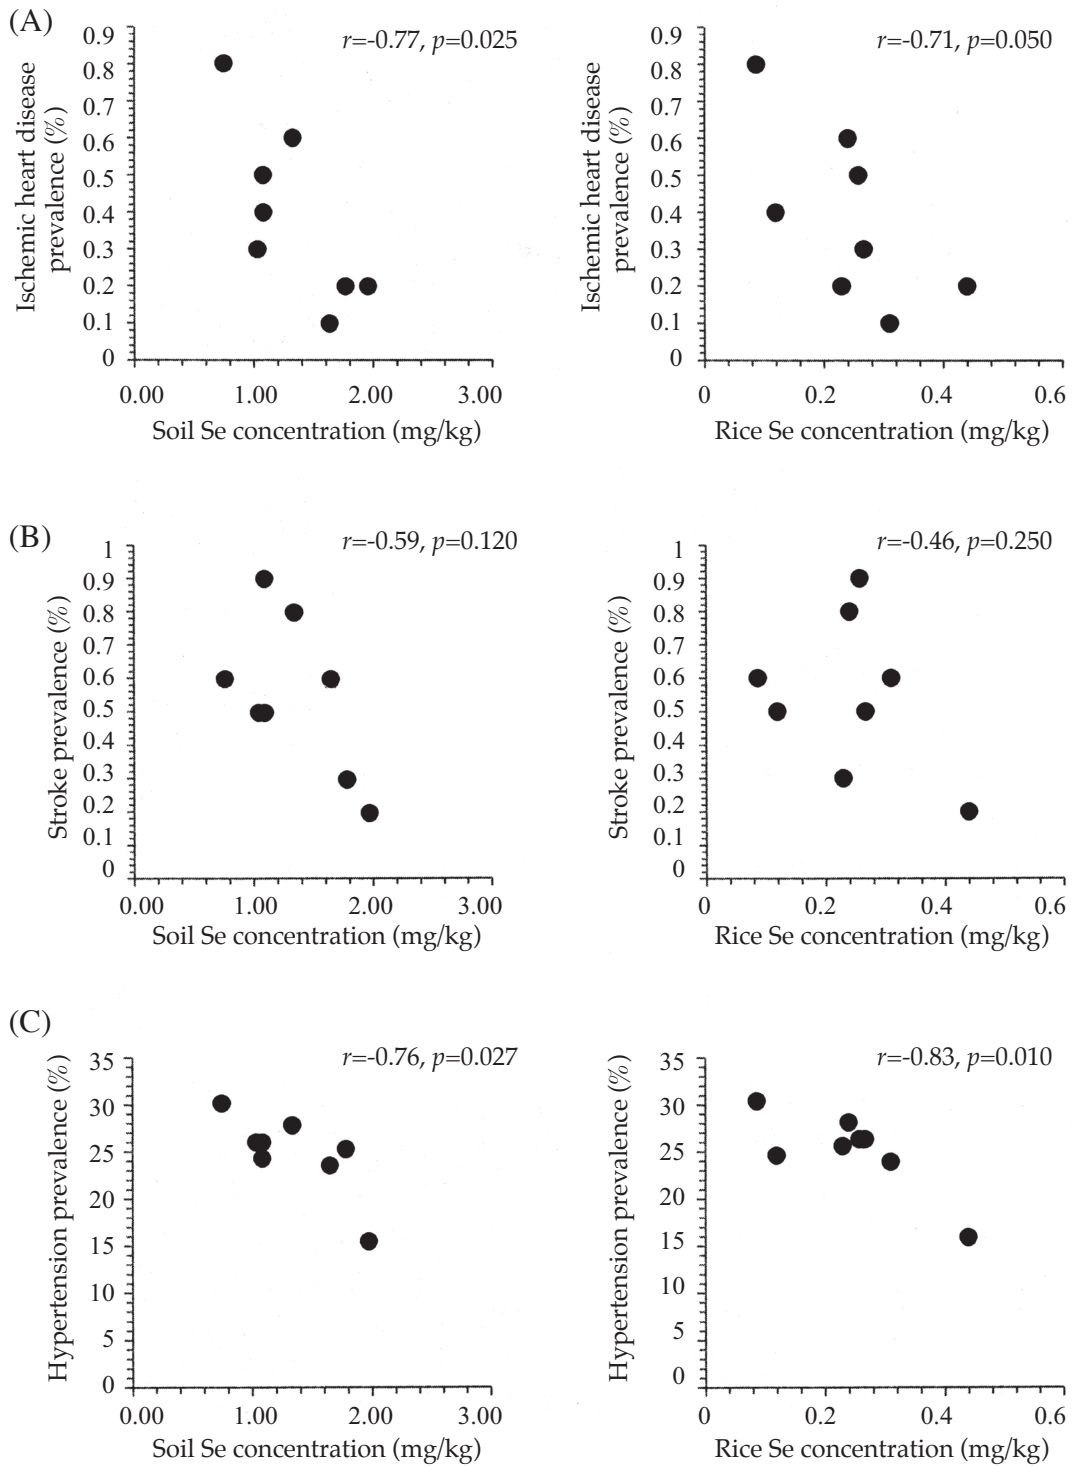 (A)
r=-0.77, p=0.025
Ischemic heart disease
prevalence (%)
0.9
0.8
0.7
0.6
0.5
0.4
0.3
0.2
0.1
0
0.00 1.00 2.00 3.00
Soil Se concentration (mg/kg)
r=-0.71, p=0.050
Ischemic heart disease
prevalence (%)
0.9
0.8
0.7
0.6
0.5
0.4
0.3
0.2
0.1
0
0 0.2 0.4 0.6
Rice Se concentration (mg/kg)
(B)
r=-0.59, p=0.120
Stroke prevalence (%)
1
0.9
0.8
0.7
0.6
0.5
0.4
0.3
0.2
0.1
0
0.00 1.00 2.00 3.00
Soil Se concentration (mg/kg)
r=-0.46, p=0.250
Stroke prevalence (%)
1
0.9
0.8
0.7
0.6
0.5
0.4
0.3
0.2
0.1
0
0 0.2 0.4 0.6
Rice Se concentration (mg/kg)
(C)
r=-0.76, p=0.027
Hypertension prevalence (%)
35
30
25
20
15
10
5
0
0.00 1.00 2.00 3.00
Soil Se concentration (mg/kg)
r=-0.83, p=0.010
Hypertension prevalence (%)
35
30
25
20
15
10
5
0
0 0.2 0.4 0.6
Rice Se concentration (mg/kg)